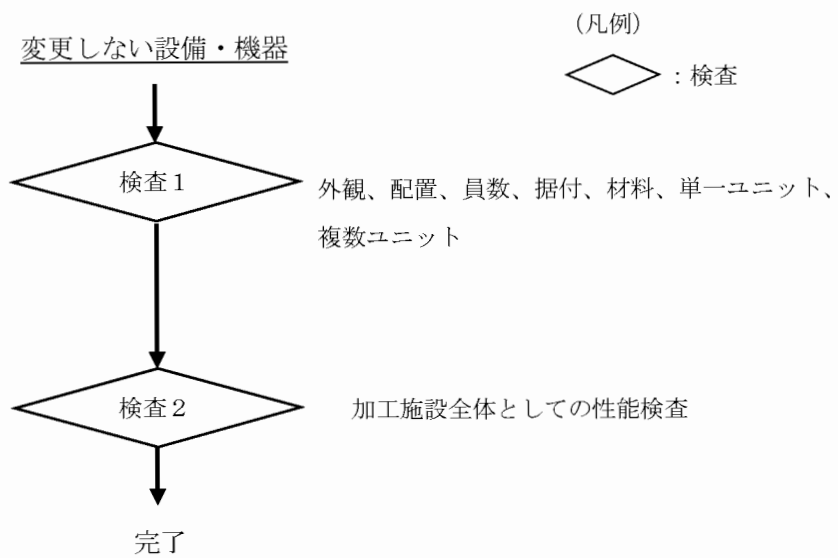 変更しない設備・機器
(凡例)
：検査
検査１
外観、配置、員数、据付、材料、単一ユニット、
複数ユニット
検査２
加工施設全体としての性能検査
完了